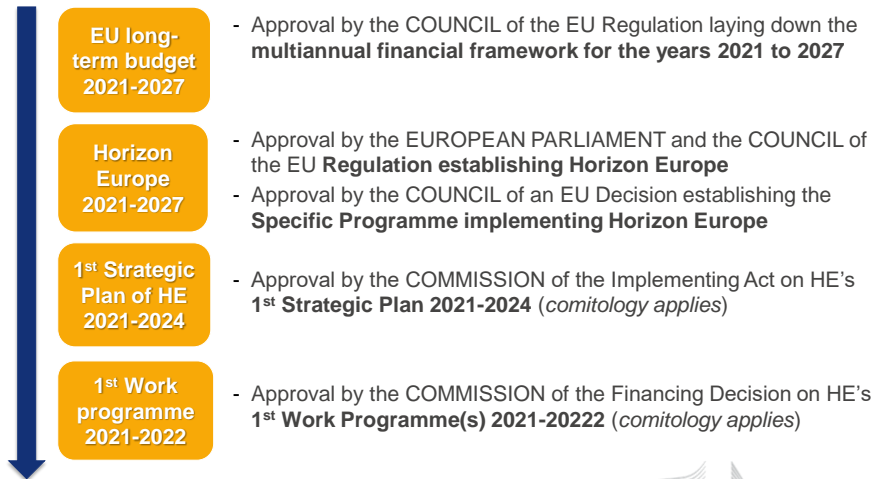 EU long-
term budget
2021-2027
- Approval by the COUNCIL of the EU Regulation laying down the
multiannual financial framework for the years 2021 to 2027
Horizon
Europe
2021-2027
- Approval by the EUROPEAN PARLIAMENT and the COUNCIL of
the EU Regulation establishing Horizon Europe
- Approval by the COUNCIL of an EU Decision establishing the
Specific Programme implementing Horizon Europe
1st Strategic
Plan of HE
2021-2024
- Approval by the COMMISSION of the Implementing Act on HE's
1st Strategic Plan 2021-2024 (comitology applies)
1st Work
programme
2021-2022
- Approval by the COMMISSION of the Financing Decision on HE's
1st Work Programme(s) 2021-20222 (comitology applies)